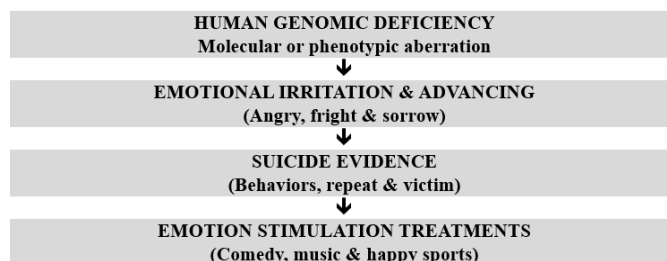 HUMAN GENOMIC DEFICIENCY
Molecular or phenotypic aberration
EMOTIONAL IRRITATION & ADVANCING
(Angry, fright & sorrow)
SUICIDE EVIDENCE
(Behaviors, repeat & victim)
EMOTION STIMULATION TREATMENTS
(Comedy, music & happy sports)